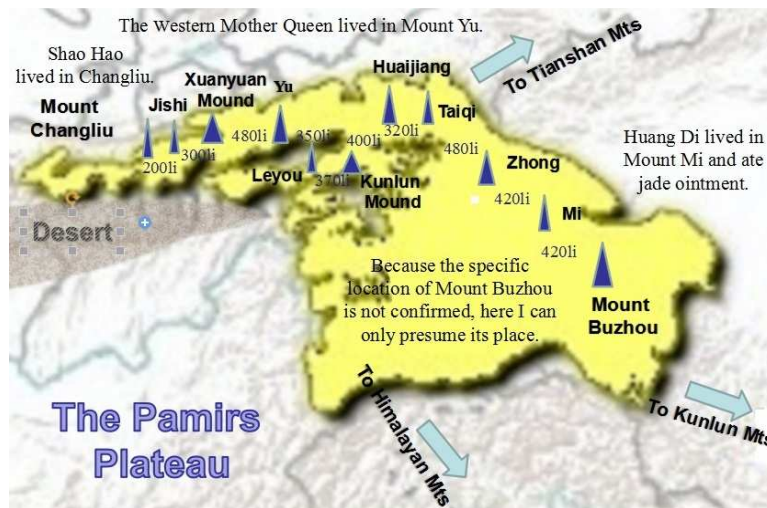 The Western Mother Queen lived in Mount Yu.
Shao Hao
lived in Changliu.
Mount
Changliu
Jishi
Xuanyuan
Mound
Yu
Huaijiang
Taiqi
To Tianshan Mts
200li
300li
480li
350li
400li
320li
Leyou
370li
Kunlun
Mound
480li
Zhong
420li
Mi
420li
Huang Di lived in
Mount Mi and ate
jade ointment.
Desert
Because the specific
location of Mount Buzhou
is not confirmed, here I can
only presume its place.
Mount
Buzhou
The Pamirs
Plateau
To Himalayan Mts
To Kunlun Mts